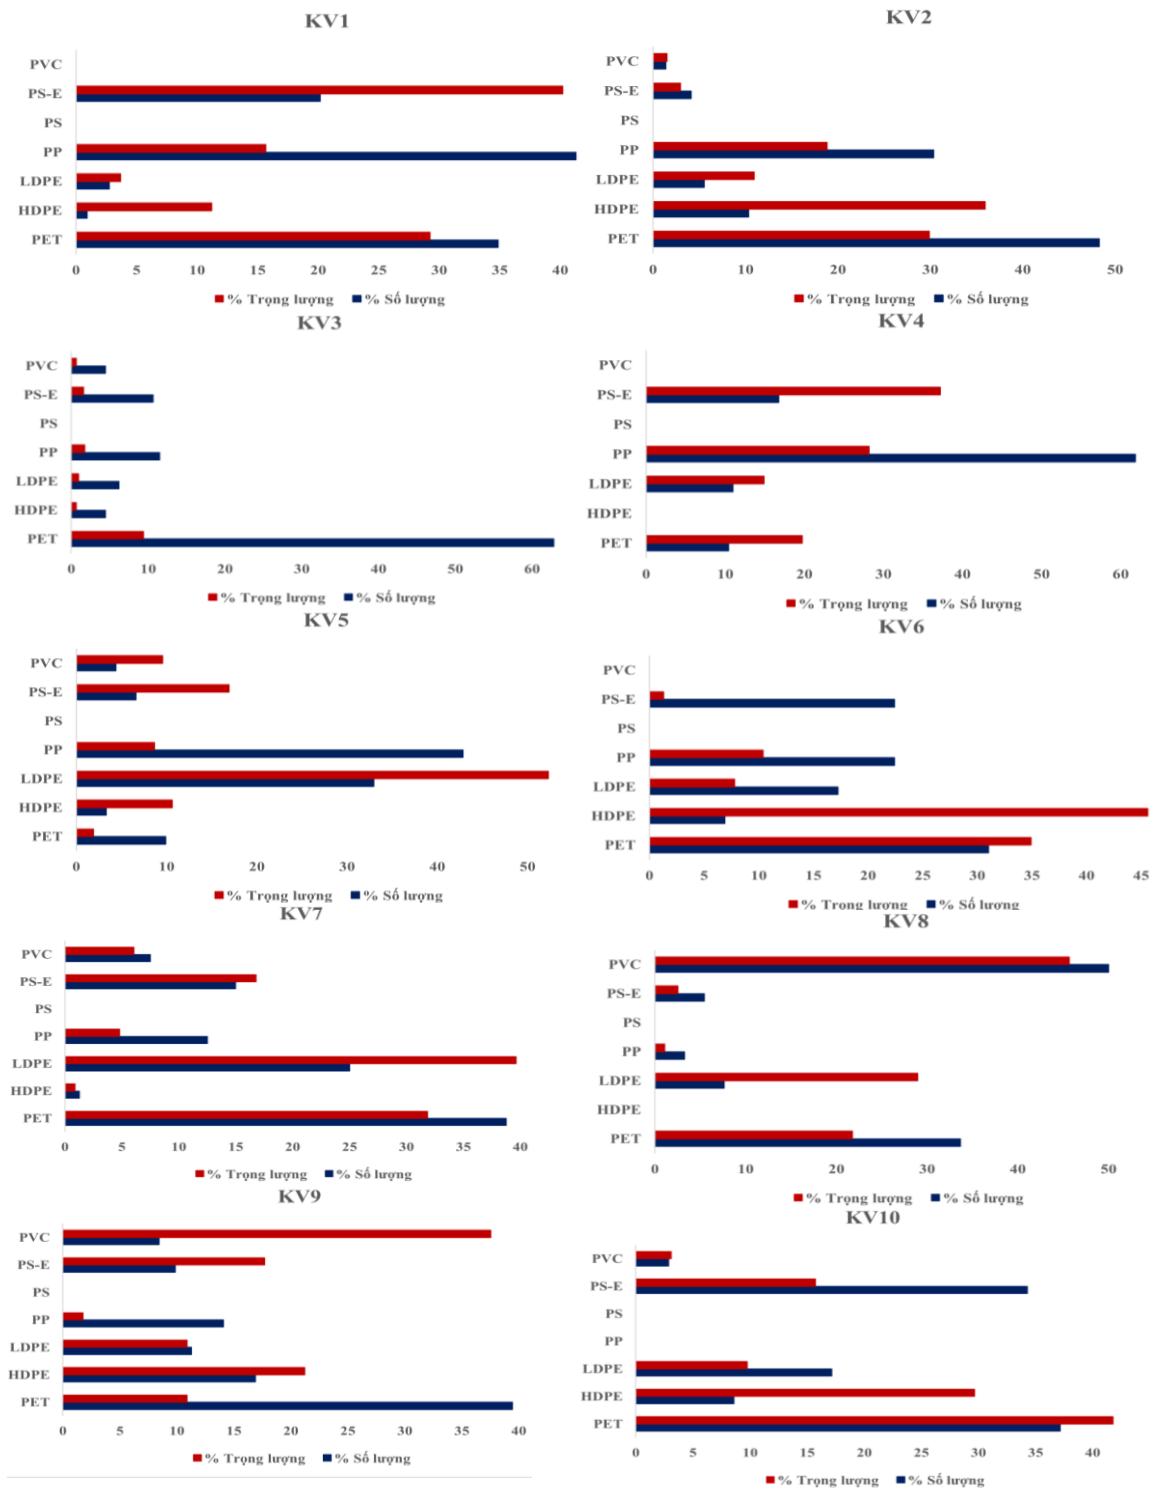 KV1
PVC
PS-E
PS
PP
LDPE
HDPE
PET
0 5 10 15 20 25 30 35 40
% Trọng lượng % Số lượng
KV2
PVC
PS-E
PS
PP
LDPE
HDPE
PET
0 10 20 30 40 50
% Trọng lượng % Số lượng
KV3
PVC
PS-E
PS
PP
LDPE
HDPE
PET
0 10 20 30 40 50 60
% Trọng lượng % Số lượng
KV4
PVC
PS-E
PS
PP
LDPE
HDPE
PET
0 10 20 30 40 50 60
% Trọng lượng % Số lượng
KV5
PVC
PS-E
PS
PP
LDPE
HDPE
PET
0 10 20 30 40 50
% Trọng lượng % Số lượng
KV6
PVC
PS-E
PS
PP
LDPE
HDPE
PET
0 5 10 15 20 25 30 35 40 45
% Trọng lượng % Số lượng
KV7
PVC
PS-E
PS
PP
LDPE
HDPE
PET
0 5 10 15 20 25 30 35 40
% Trọng lượng % Số lượng
KV8
PVC
PS-E
PS
PP
LDPE
HDPE
PET
0 10 20 30 40 50
% Trọng lượng % Số lượng
KV9
PVC
PS-E
PS
PP
LDPE
HDPE
PET
0 5 10 15 20 25 30 35 40
% Trọng lượng % Số lượng
KV10
PVC
PS-E
PS
PP
LDPE
HDPE
PET
0 5 10 15 20 25 30 35 40
% Trọng lượng % Số lượng